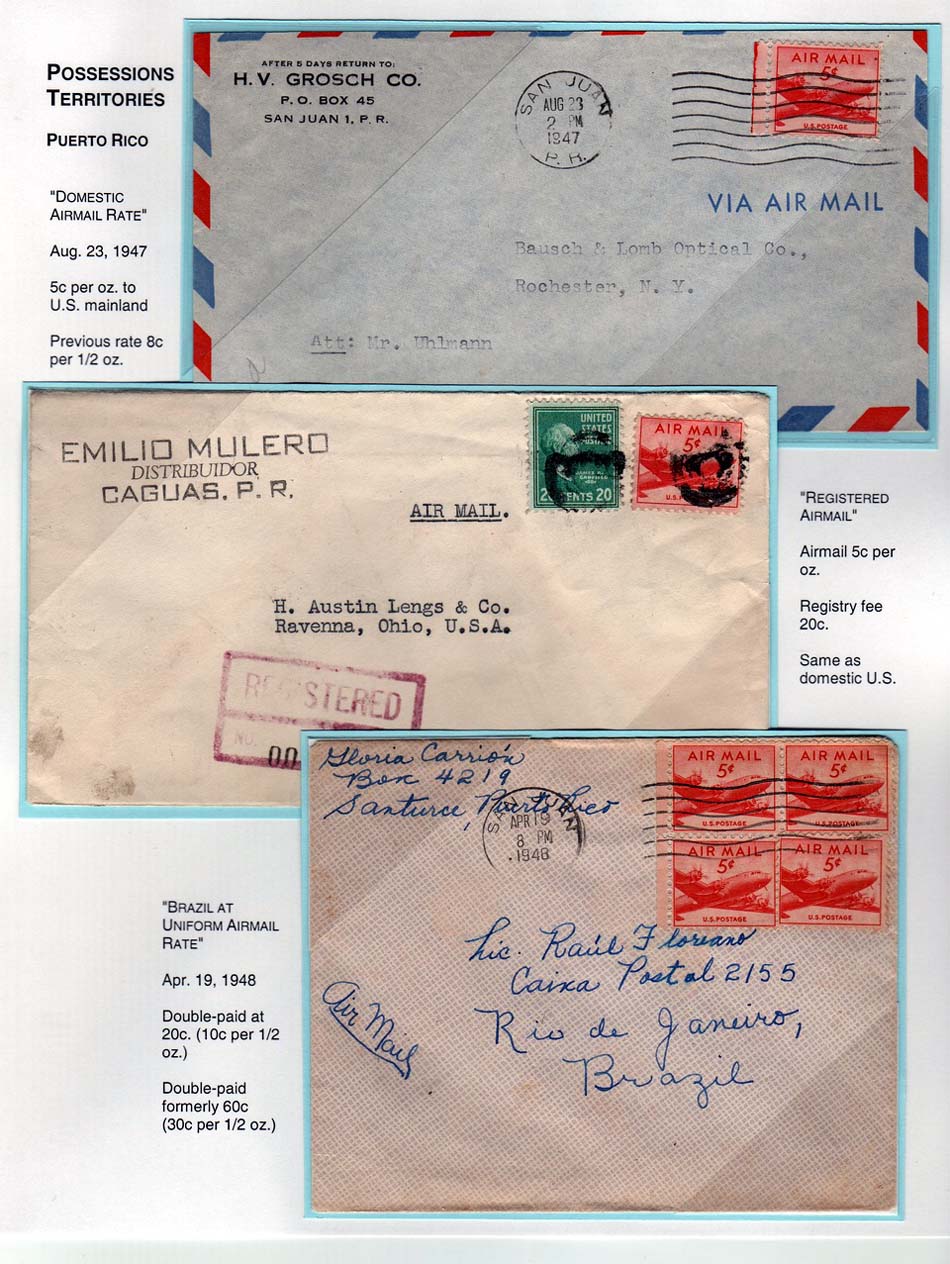 POSSESSIONS
TERRITORIES
PUERTO RICO
"DOMESTIC
AIRMAIL RATE"
Aug. 23, 1947
5c per oz. to
U.S. mainland
Previous rate 8c
per 1/2 oz.
AFTER 5 DAYS RETURN TO:
H. V. GROSCH CO.
P. O. BOX 45
SAN JUAN 1, P. R.
SAN JUAN
AUG 23
2 PM
1947
P. R.
AIR MAIL
5¢
U.S. POSTAGE
VIA AIR MAIL
Bausch & Lomb Optical Co.,
Rochester, N. Y.
Att: Mr. Uhlmann
EMILIO MULERO
DISTRIBUIDOR
CAGUAS, P. R.
UNITED
STATES
CENTS 20
AIR MAIL
5¢
AIR MAIL.
H. Austin Lengs & Co.
Ravenna, Ohio, U.S.A.
REGISTERED
NO.
00
"REGISTERED
AIRMAIL"
Airmail 5c per
oz.
Registry fee
20c.
Same as
domestic U.S.
Gloria Carrión
Box 4219
Santurce, Puerto Rico
SAN JUAN
APR 19
8 PM
1948
AIR MAIL
5¢
U.S. POSTAGE
AIR MAIL
5¢
U.S. POSTAGE
AIR MAIL
5¢
U.S. POSTAGE
AIR MAIL
5¢
U.S. POSTAGE
Lic. Raúl Floreano
Caixa Postal 2155
Rio de Janeiro,
Brazil
Air Mail
"BRAZIL AT
UNIFORM AIRMAIL
RATE"
Apr. 19, 1948
Double-paid at
20c. (10c per 1/2
oz.)
Double-paid
formerly 60c
(30c per 1/2 oz.)